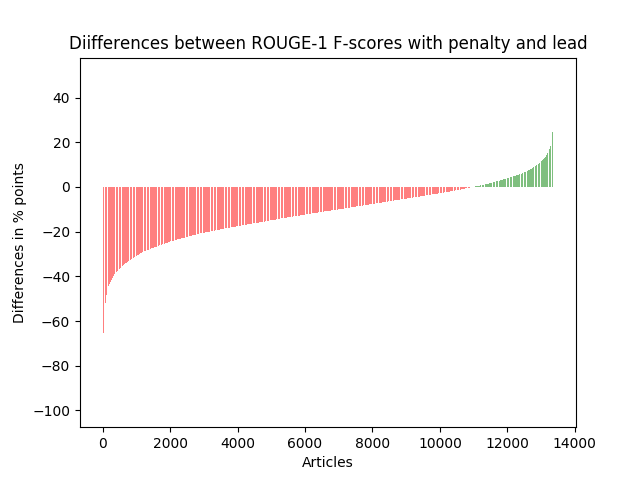 Diifferences between ROUGE-1 F-scores with penalty and lead
Differences in % points
40
20
0
−20
−40
−60
−80
−100
0 2000 4000 6000 8000 10000 12000 14000
Articles